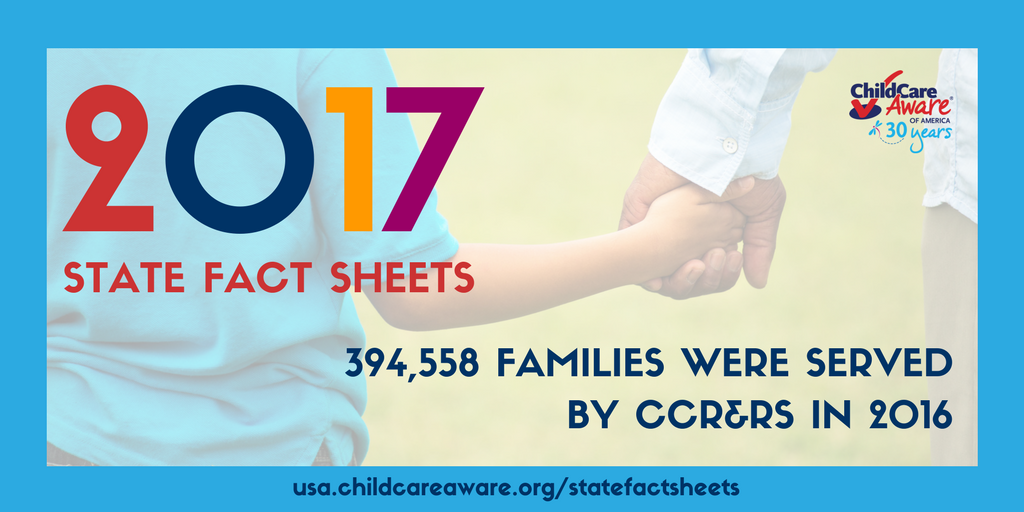 2017
STATE FACT SHEETS
ChildCare
Aware®
OF AMERICA
30 years
394,558 FAMILIES WERE SERVED
BY CCR&RS IN 2016
usa.childcareaware.org/statefactsheets